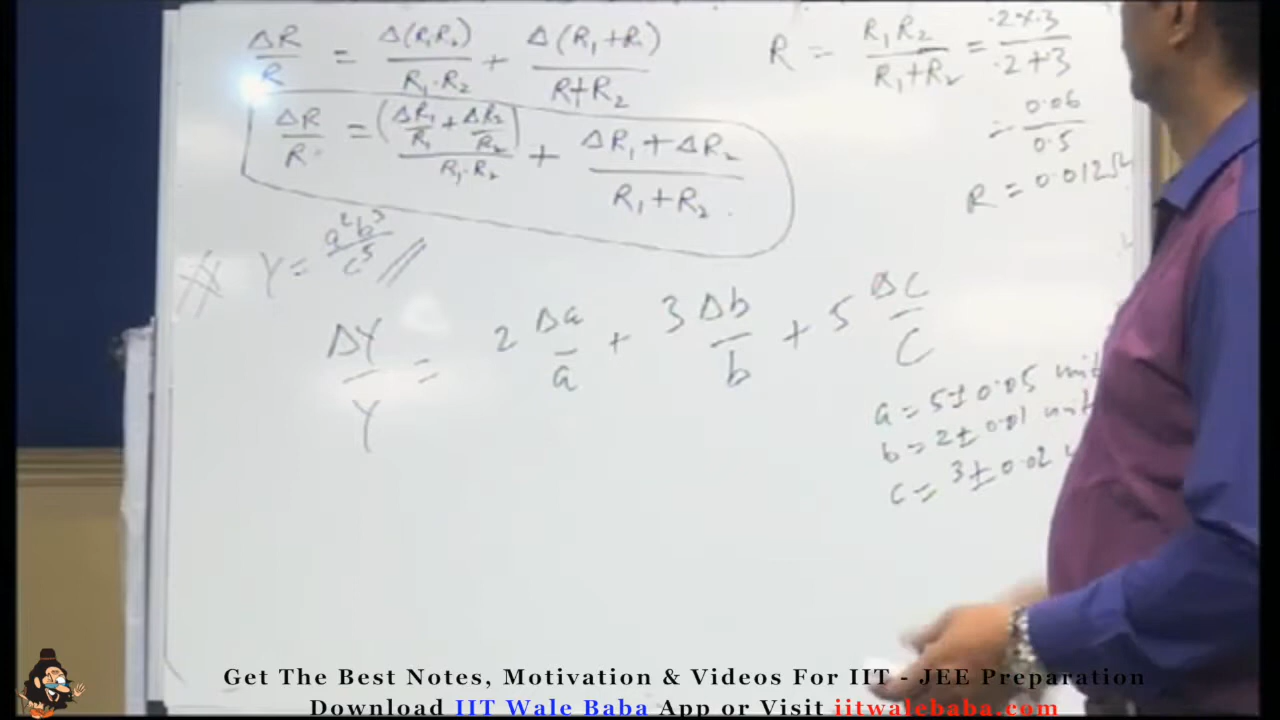 ΔR/R = Δ(R₁R₂)/R₁·R₂ + Δ(R₁+R₂)/R+R₂
ΔR/R = (ΔR₁/R₁ + ΔR₂/R₂)/R₁·R₂ + ΔR₁+ΔR₂/R₁+R₂
R = R₁R₂/R₁+R₂ = ·2×·3/·2+·3
= 0.06/0.5
R = 0.012Ω
Y = a²b³/c⁵
ΔY/Y = 2 Δa/a + 3 Δb/b + 5 Δc/c
a = 5±0.05 unit
b = 2±0.01 unit
c = 3±0.02
Get The Best Notes, Motivation & Videos For IIT - JEE Preparation
Download IIT Wale Baba App or Visit iitwalebaba.com